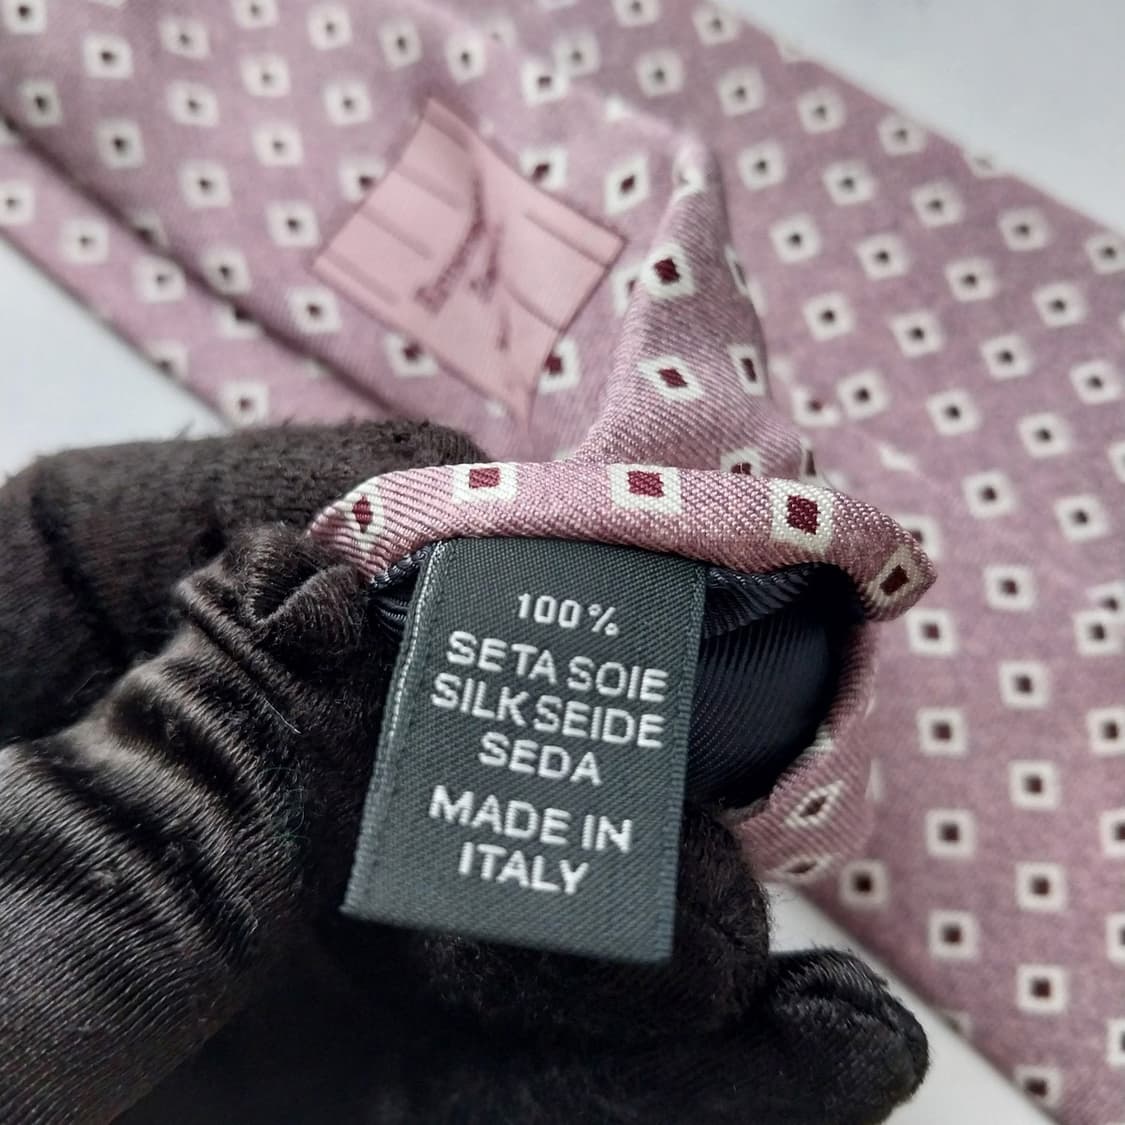 100%
SETA SOIE
SILK SEIDE
SEDA
MADE IN
ITALY